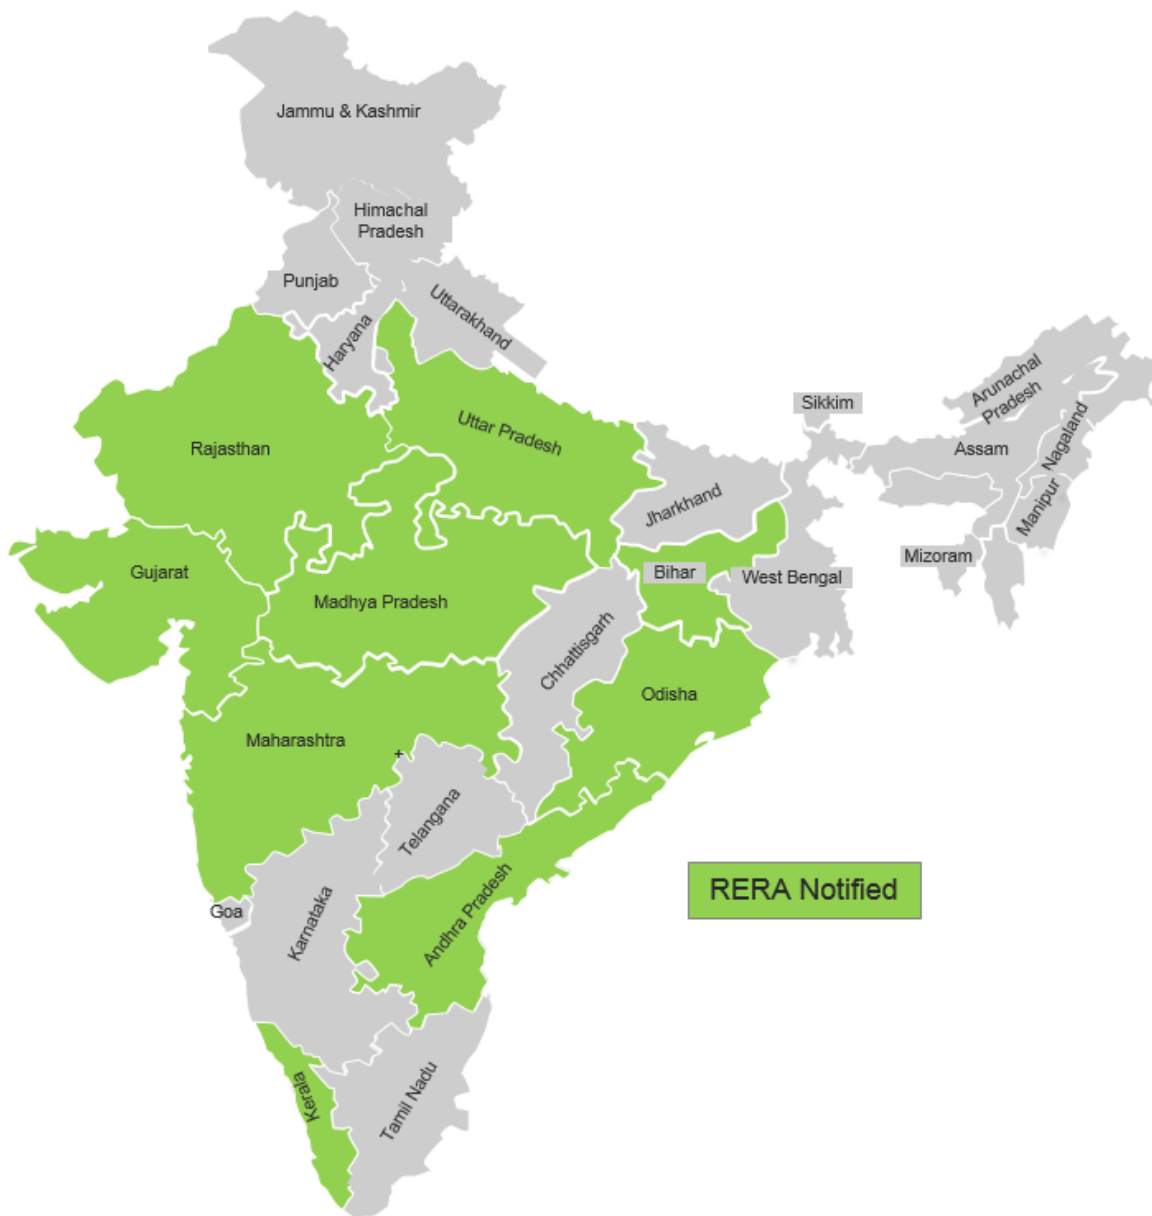 Jammu & Kashmir
Himachal
Pradesh
Punjab
Uttarakhand
Haryana
Arunachal
Pradesh
Sikkim
Uttar Pradesh
Rajasthan
Assam
Nagaland
Jharkhand
Manipur
Mizoram
Gujarat
Bihar
West Bengal
Madhya Pradesh
Chhattisgarh
Odisha
Maharashtra
Telangana
RERA Notified
Goa
Karnataka
Andhra Pradesh
Kerala
Tamil Nadu